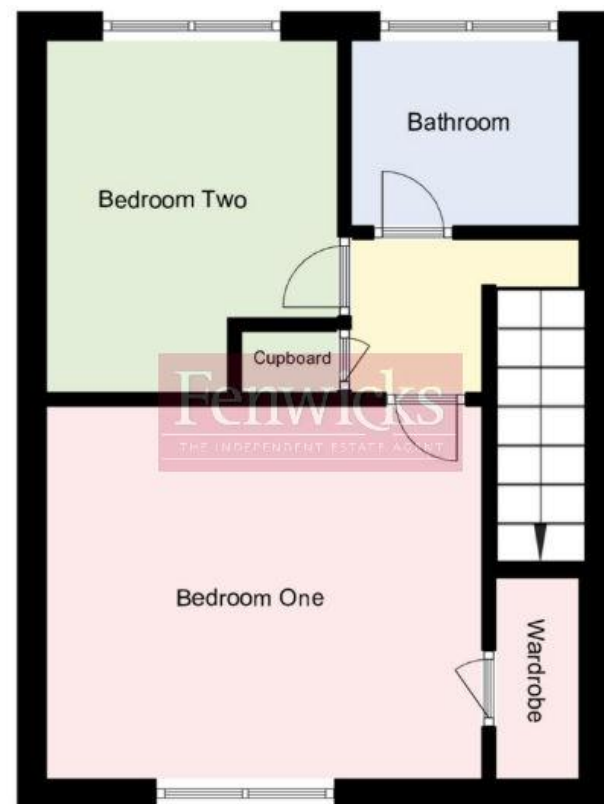 Bathroom
Bedroom Two
Cupboard
Fenwicks
THE INDEPENDENT ESTATE AGENT
Bedroom One
Wardrobe